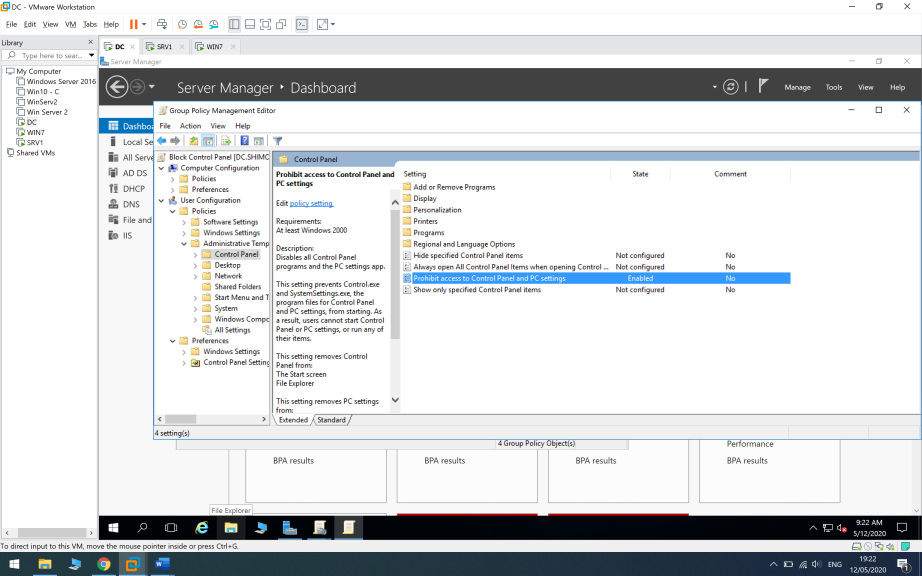 DC - VMware Workstation
File Edit View VM Tabs Help
Library
Type here to sear...
My Computer
Windows Server 2016
Win10 - C
WinServ2
Win Server 2
DC
WIN7
SRV1
Shared VMs
DC SRV1 WIN7
Server Manager
Server Manager Dashboard
Manage Tools View Help
Dashbo
Local Se
All Serve
AD DS
DHCP
DNS
File and
IIS
Group Policy Management Editor
File Action View Help
Block Control Panel [DC.SHIMC
Computer Configuration
Policies
Preferences
User Configuration
Policies
Software Settings
Windows Settings
Administrative Temp
Control Panel
Desktop
Network
Shared Folders
Start Menu and T
System
Windows Compo
All Settings
Preferences
Windows Settings
Control Panel Setting
Control Panel
Prohibit access to Control Panel and
PC settings
Edit policy setting
Requirements:
At least Windows 2000
Description:
Disables all Control Panel
programs and the PC settings app.
This setting prevents Control.exe
and SystemSettings.exe, the
program files for Control Panel
and PC settings, from starting. As
a result, users cannot start Control
Panel or PC settings, or run any of
their items.
This setting removes Control
Panel from:
The Start screen
File Explorer
This setting removes PC settings
from:
Setting State Comment
Add or Remove Programs
Display
Personalization
Printers
Programs
Regional and Language Options
Hide specified Control Panel items Not configured No
Always open All Control Panel Items when opening Control ... Not configured No
Prohibit access to Control Panel and PC settings Enabled No
Show only specified Control Panel items Not configured No
Extended Standard
4 setting(s)
4 Group Policy Object(s)
Performance
BPA results BPA results BPA results BPA results
File Explorer
9:22 AM
5/12/2020
To direct input to this VM, move the mouse pointer inside or press Ctrl+G.
ENG
19:22
12/05/2020